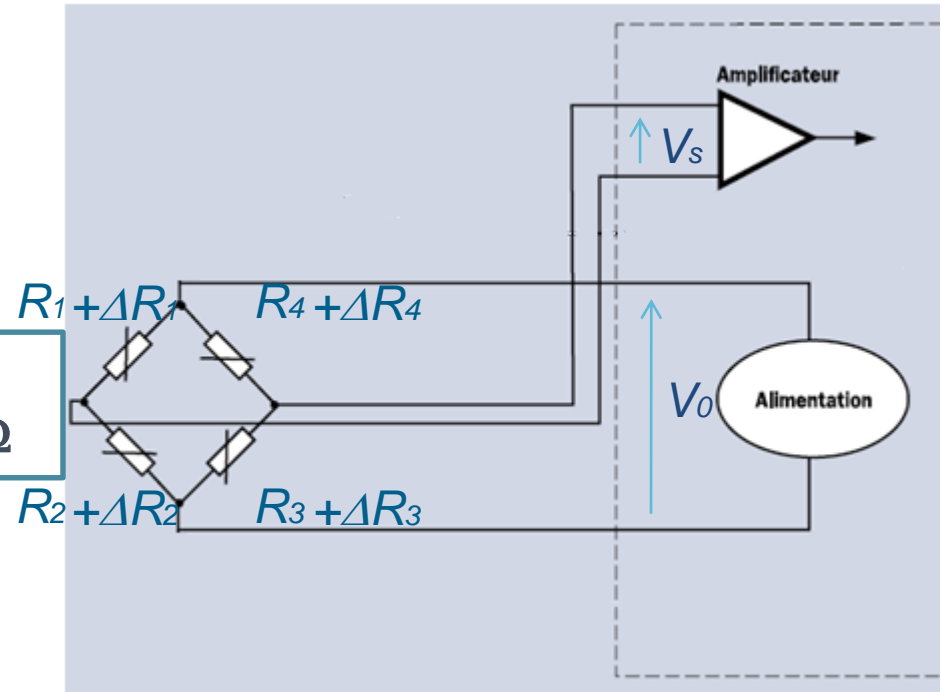 Amplificateur
Vs
R1+ΔR1 R4+ΔR4
V0
Alimentation
Ω
R2+ΔR2 R3+ΔR3